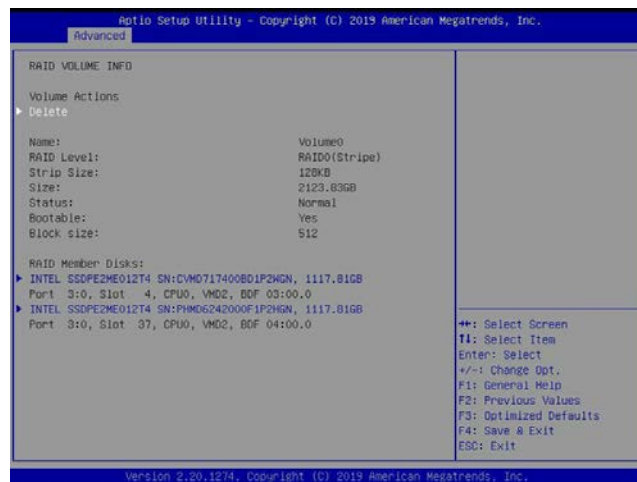 Aptio Setup Utility - Copyright (C) 2019 American Megatrends, Inc.
Advanced
RAID VOLUME INFO
Volume Actions
Delete
Name: Volume0
RAID Level: RAID0(Stripe)
Strip Size: 128KB
Size: 2123.83GB
Status: Normal
Bootable: Yes
Block size: 512
RAID Member Disks:
INTEL SSDPE2ME012T4 SN:CVMD717400BD1P2WGN, 1117.81GB
Port 3:0, Slot 4, CPU0, VMD2, BDF 03:00.0
INTEL SSDPE2ME012T4 SN:PHMD6242000F1P2HGN, 1117.81GB
Port 3:0, Slot 37, CPU0, VMD2, BDF 04:00.0
→←: Select Screen
↑↓: Select Item
Enter: Select
+/-: Change Opt.
F1: General Help
F2: Previous Values
F3: Optimized Defaults
F4: Save & Exit
ESC: Exit
Version 2.20.1274. Copyright (C) 2019 American Megatrends, Inc.